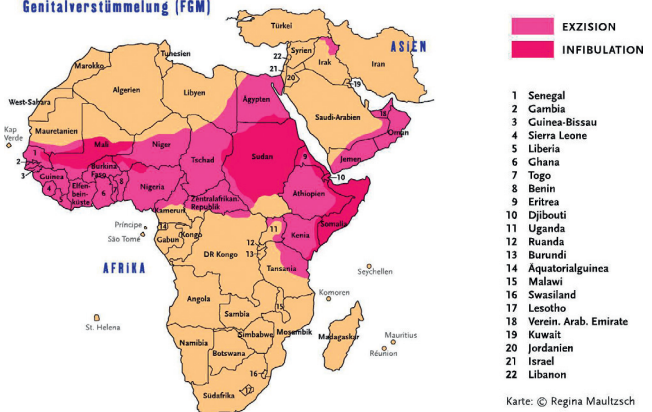 Genitalverstümmelung (FGM)
EXZISION
INFIBULATION
ASiEN
AFRiKA
Türkei
Syrien
Irak
Iran
22
21
20
19
Tunesien
Marokko
Algerien
Libyen
Ägypten
West-Sahara
Saudi-Arabien
18
Oman
Jemen
Kap
Verde
Mauretanien
Mali
Niger
Tschad
Sudan
9
10
1
2
3
Guinea
4
5
Burkina
Faso
Elfen-
bein-
küste
6
7
8
Nigeria
Zentralafrikan.
Republik
Äthiopien
Somalia
Kamerun
Príncipe
São Tomé
14
Gabun
Kongo
DR Kongo
11
12
13
Kenia
Tansania
Seychellen
Komoren
Angola
Sambia
15
Mosambik
Madagaskar
Mauritius
Réunion
St. Helena
Namibia
Simbabwe
Botswana
16
17
Südafrika
1 Senegal
2 Gambia
3 Guinea-Bissau
4 Sierra Leone
5 Liberia
6 Ghana
7 Togo
8 Benin
9 Eritrea
10 Djibouti
11 Uganda
12 Ruanda
13 Burundi
14 Äquatorialguinea
15 Malawi
16 Swasiland
17 Lesotho
18 Verein. Arab. Emirate
19 Kuwait
20 Jordanien
21 Israel
22 Libanon
Karte: © Regina Maultzsch